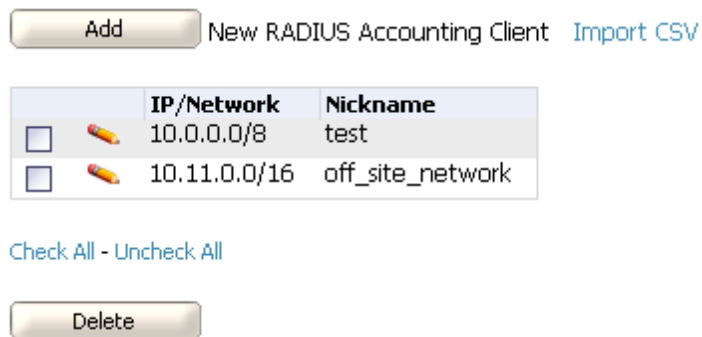 Add New RADIUS Accounting Client Import CSV
IP/Network Nickname
10.0.0.0/8 test
10.11.0.0/16 off_site_network
Check All - Uncheck All
Delete